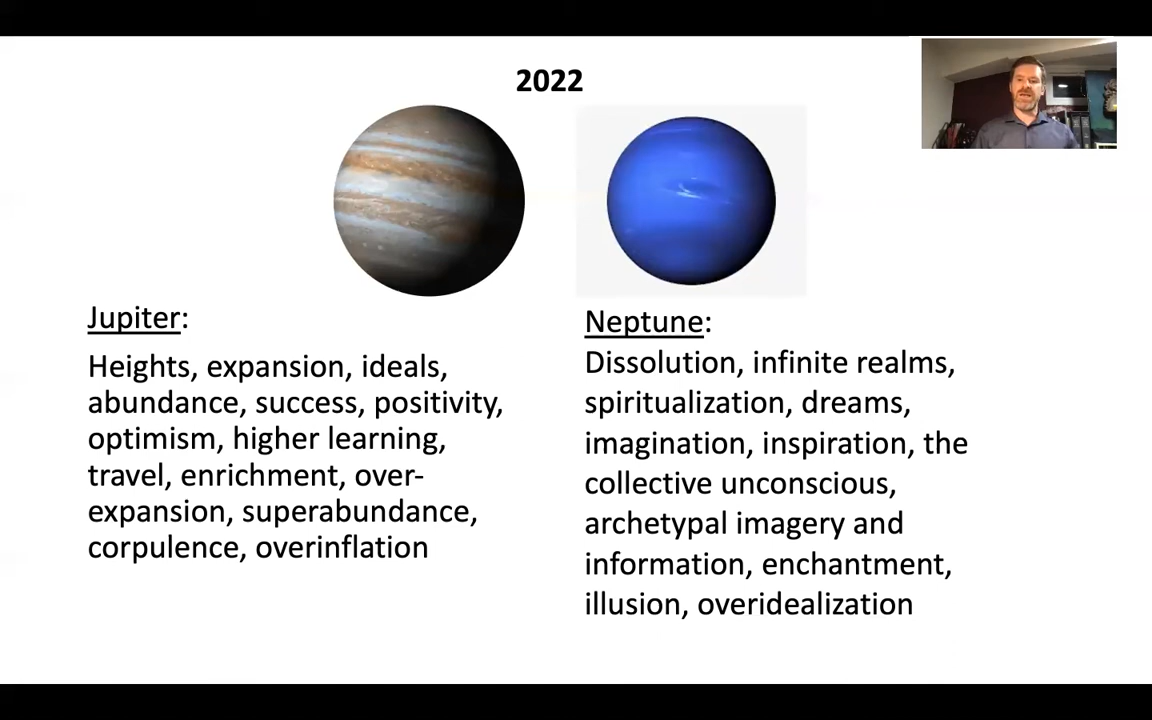 2022
Jupiter:
Heights, expansion, ideals,
abundance, success, positivity,
optimism, higher learning,
travel, enrichment, over-
expansion, superabundance,
corpulence, overinflation
Neptune:
Dissolution, infinite realms,
spiritualization, dreams,
imagination, inspiration, the
collective unconscious,
archetypal imagery and
information, enchantment,
illusion, overidealization